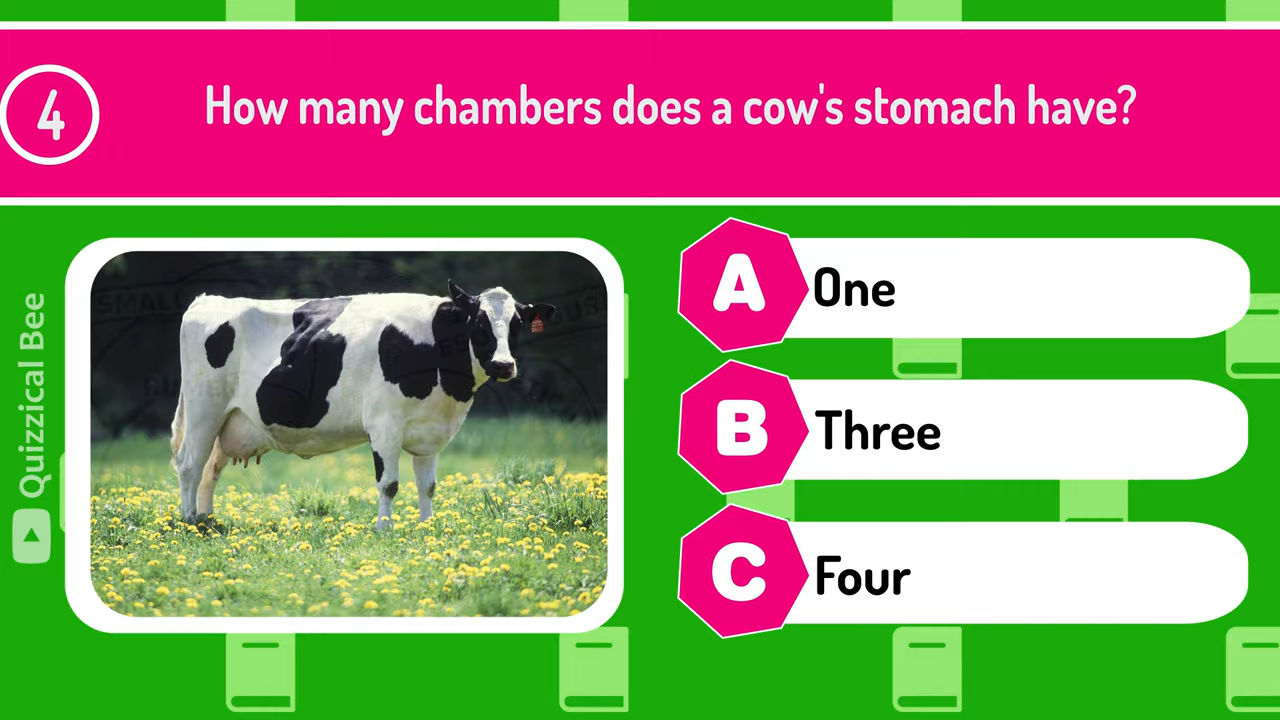 4
How many chambers does a cow's stomach have?
A
One
B
Three
C
Four
Quizzical Bee